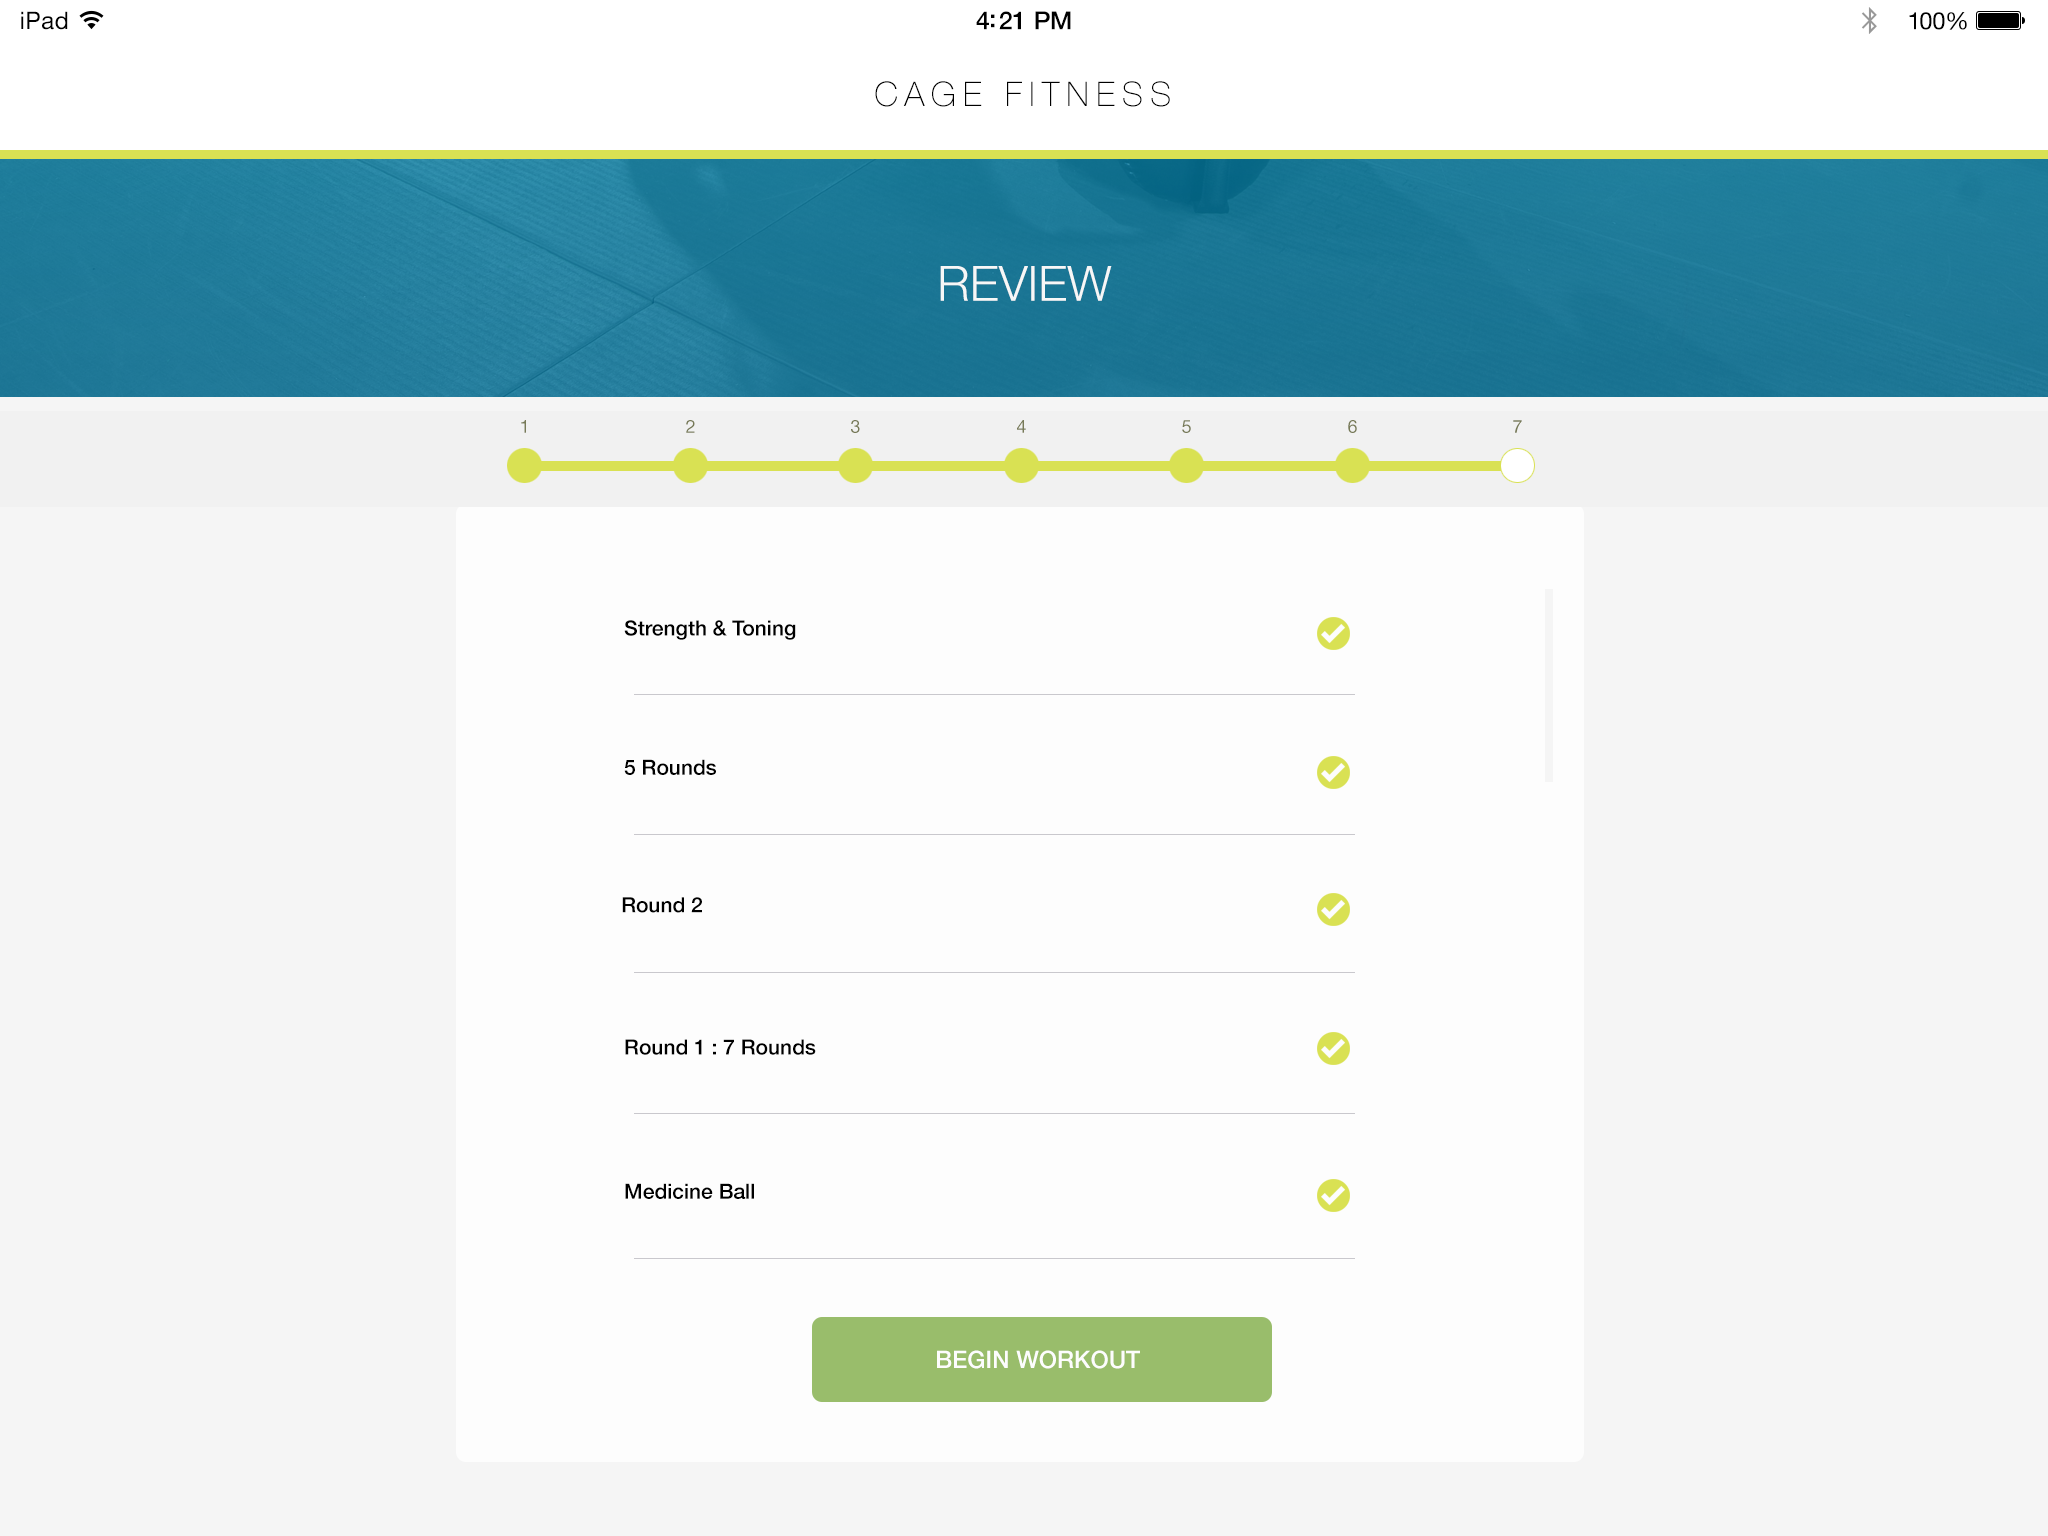 iPad 4:21 PM 100%
CAGE FITNESS
REVIEW
1 2 3 4 5 6 7
Strength & Toning
5 Rounds
Round 2
Round 1 : 7 Rounds
Medicine Ball
BEGIN WORKOUT